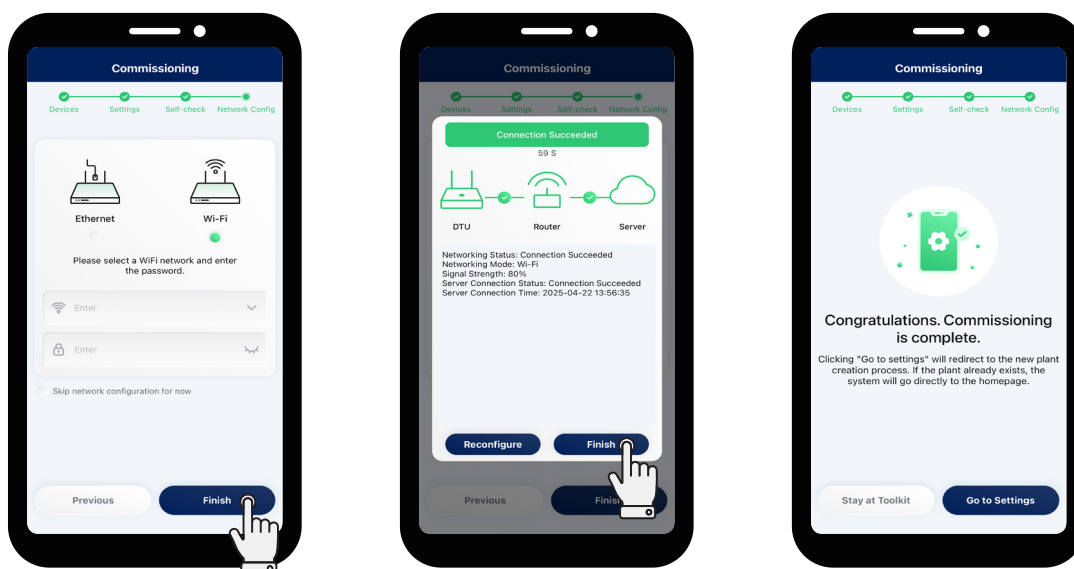 Commissioning
Devices Settings Self-check Network Config
Ethernet Wi-Fi
Please select a WiFi network and enter
the password.
Enter
Enter
Skip network configuration for now
Previous Finish
Commissioning
Devices Settings Self-check Network Config
Connection Succeeded
59 S
DTU Router Server
Networking Status: Connection Succeeded
Networking Mode: Wi-Fi
Signal Strength: 80%
Server Connection Status: Connection Succeeded
Server Connection Time: 2025-04-22 13:56:35
Reconfigure Finish
Previous Finish
Commissioning
Devices Settings Self-check Network Config
Congratulations. Commissioning
is complete.
Clicking "Go to settings" will redirect to the new plant
creation process. If the plant already exists, the
system will go directly to the homepage.
Stay at Toolkit Go to Settings